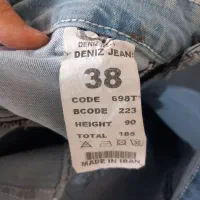 DENIZ JEANS
38
CODE 698T
BCODE 223
HEIGHT 90
TOTAL 185
MADE IN IRAN